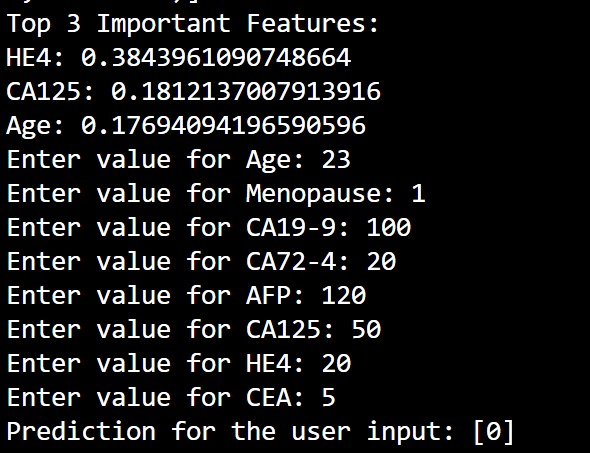 Top 3 Important Features:
HE4: 0.3843961090748664
CA125: 0.1812137007913916
Age: 0.17694094196590596
Enter value for Age: 23
Enter value for Menopause: 1
Enter value for CA19-9: 100
Enter value for CA72-4: 20
Enter value for AFP: 120
Enter value for CA125: 50
Enter value for HE4: 20
Enter value for CEA: 5
Prediction for the user input: [0]